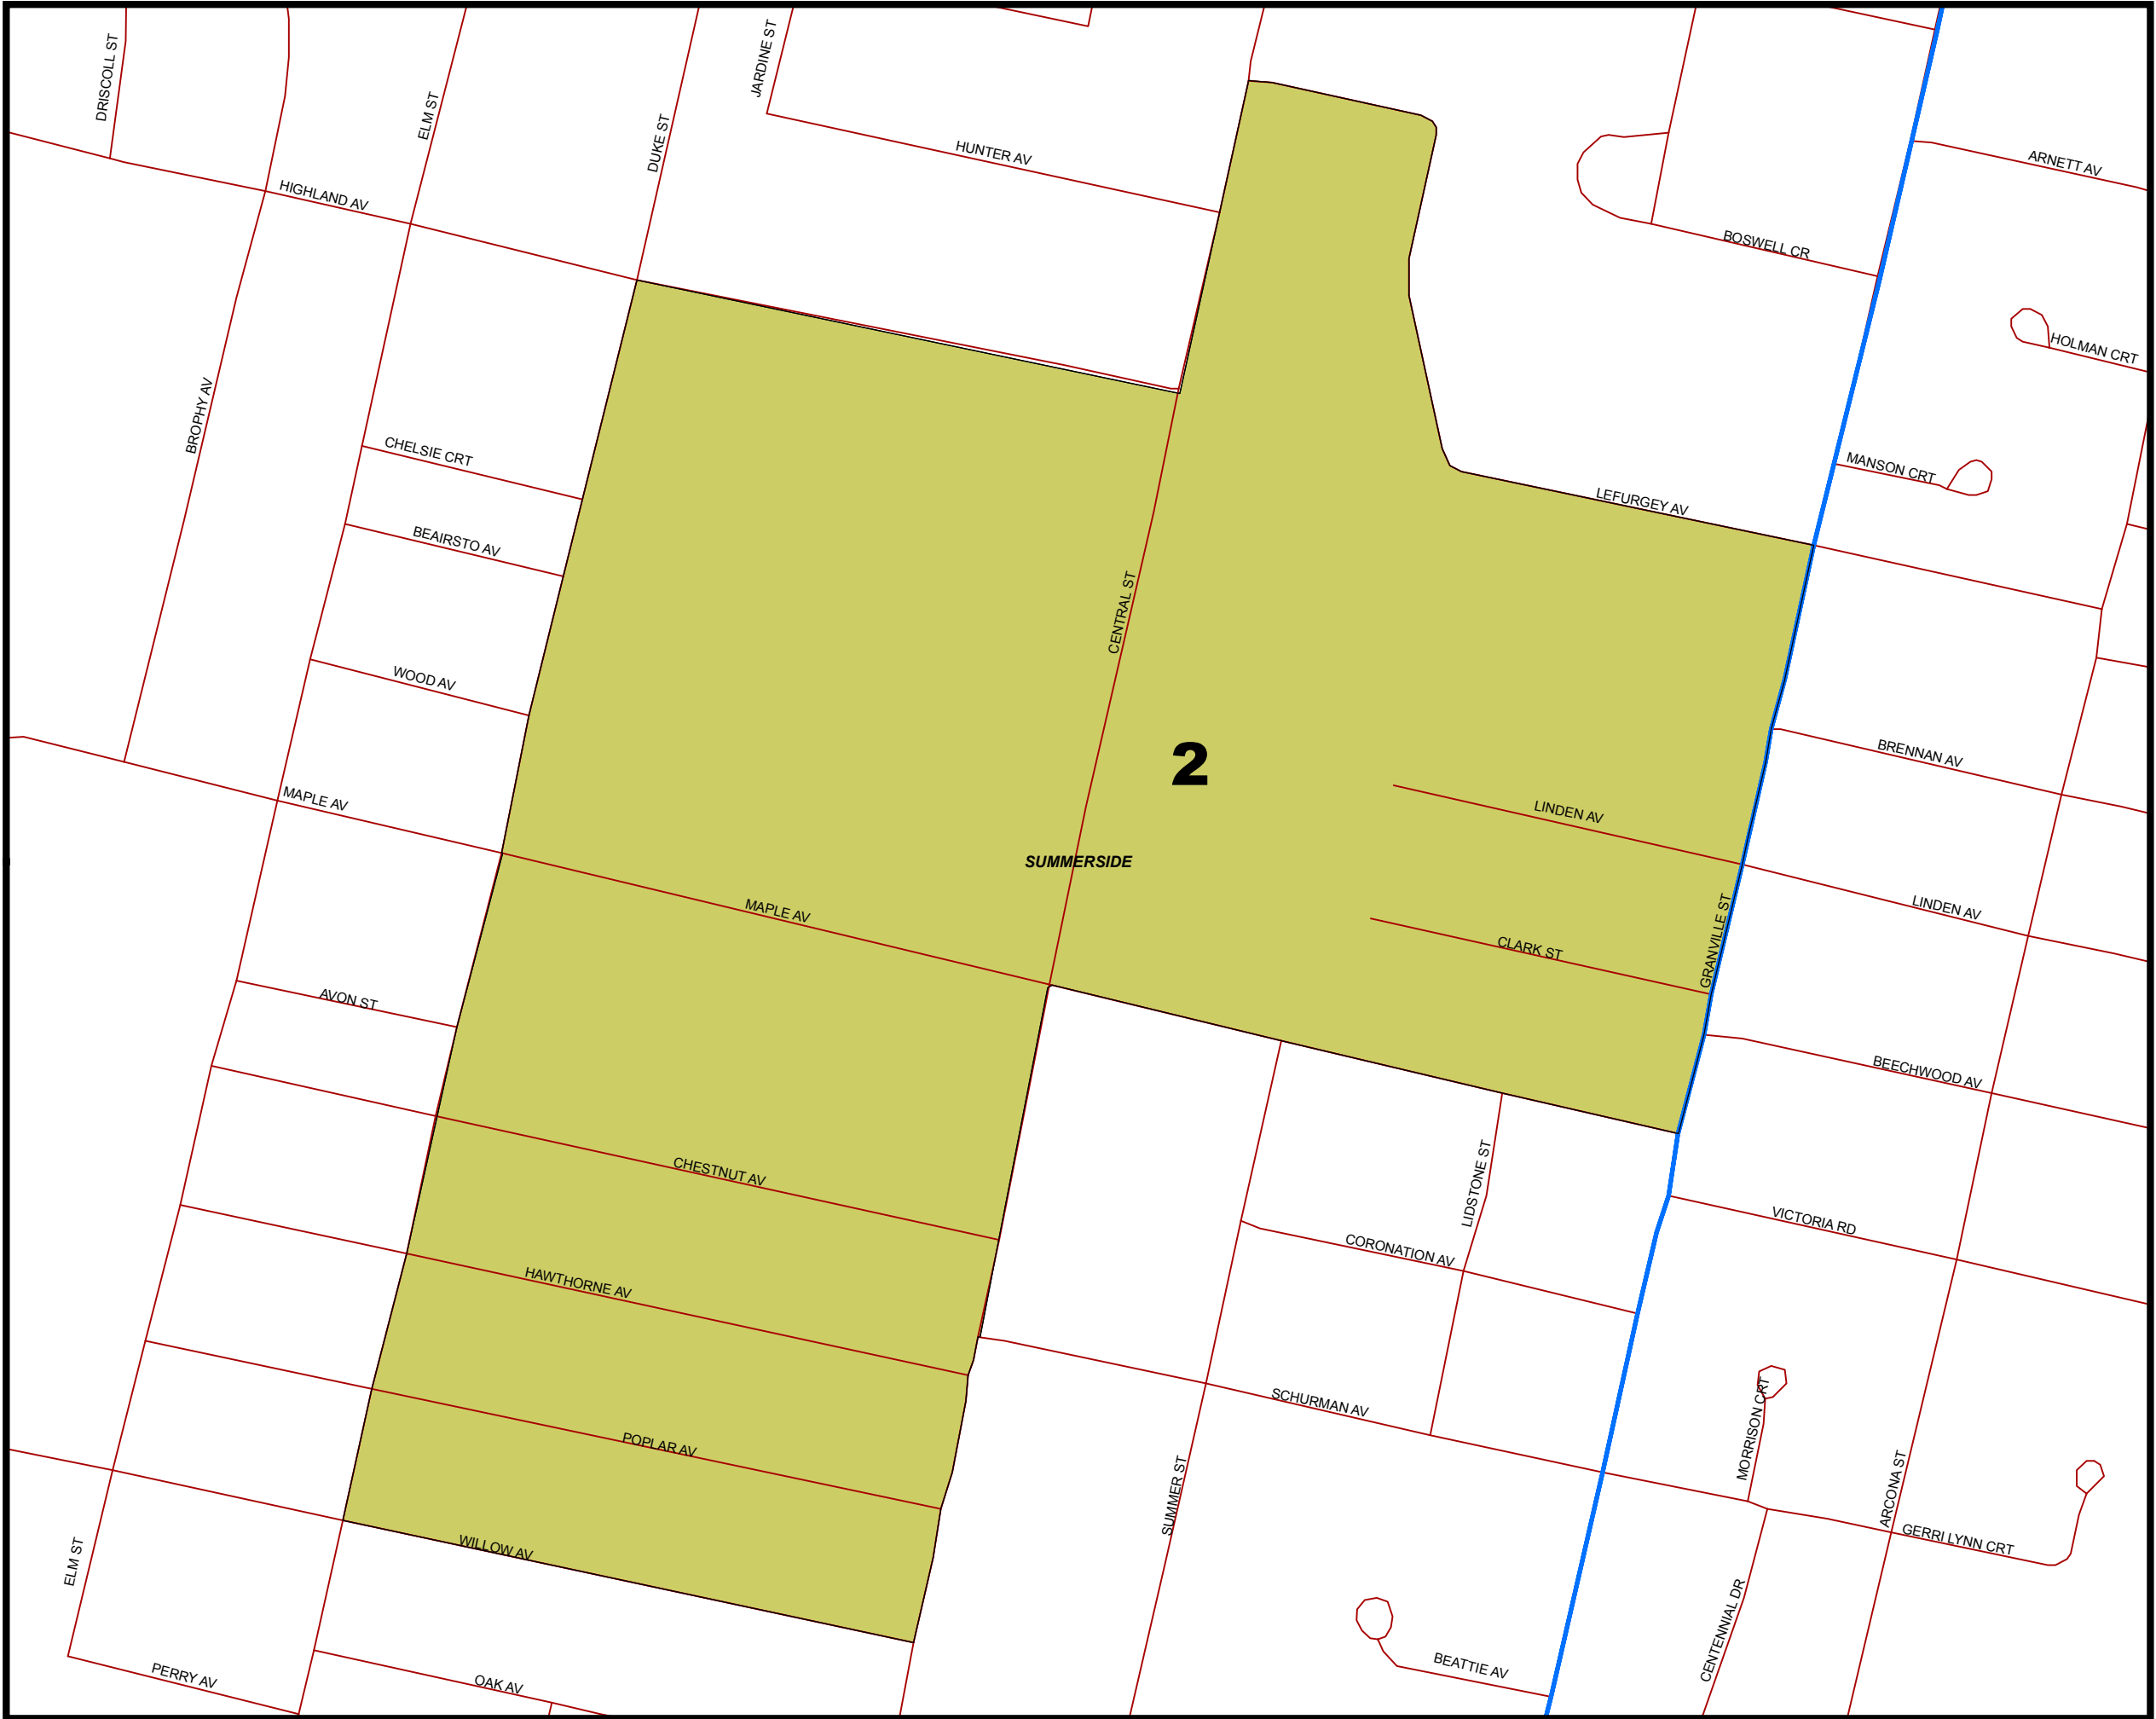 DRISCOLL ST
ELM ST
DUKE ST
JARDINE ST
HUNTER AV
HIGHLAND AV
ARNETT AV
BOSWELL CR
HOLMAN CRT
BROPHY AV
CHELSIE CRT
MANSON CRT
LEFURGEY AV
BEAIRSTO AV
CENTRAL ST
WOOD AV
2
BRENNAN AV
MAPLE AV
LINDEN AV
SUMMERSIDE
MAPLE AV
LINDEN AV
CLARK ST
GRANVILLE ST
AVON ST
BEECHWOOD AV
CHESTNUT AV
LIDSTONE ST
VICTORIA RD
CORONATION AV
HAWTHORNE AV
SCHURMAN AV
MORRISON CRT
POPLAR AV
SUMMER ST
ARCONA ST
WILLOW AV
GERRI LYNN CRT
ELM ST
CENTENNIAL DR
BEATTIE AV
PERRY AV
OAK AV